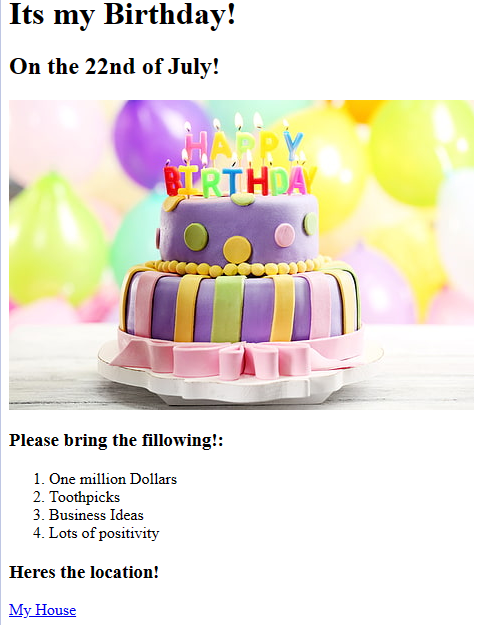 Its my Birthday!
On the 22nd of July!
HAPPY
BIRTHDAY
Please bring the fillowing!:
1. One million Dollars
2. Toothpicks
3. Business Ideas
4. Lots of positivity
Heres the location!
My House